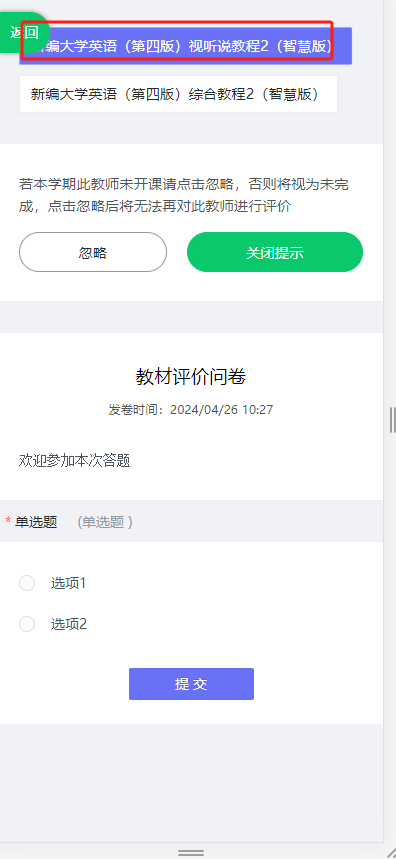 返回
新编大学英语（第四版）视听说教程2（智慧版）
新编大学英语（第四版）综合教程2（智慧版）
若本学期此教师未开课请点击忽略，否则将视为未完
成，点击忽略后将无法再对此教师进行评价
忽略
关闭提示
教材评价问卷
发卷时间：2024/04/26 10:27
欢迎参加本次答题
* 单选题 （单选题 ）
选项1
选项2
提 交